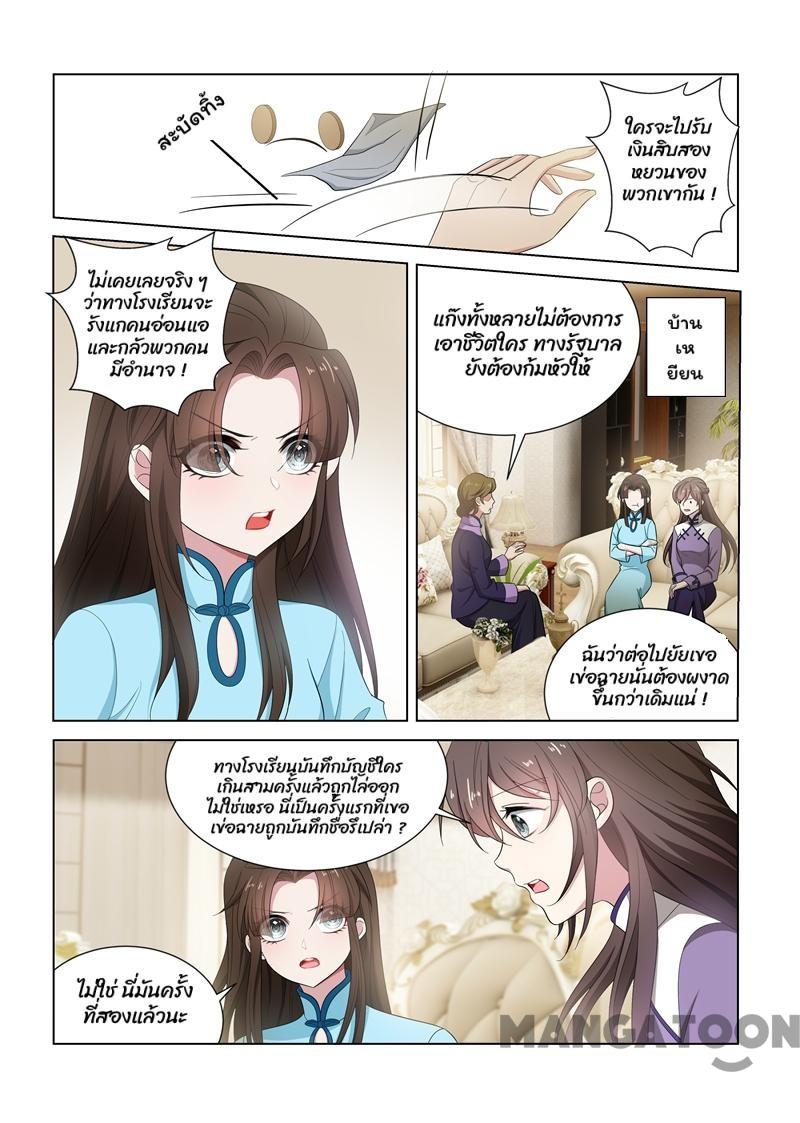 สะบัดทิ้ง
ใครจะไปรับ
เงินสิบสอง
หยวนของ
พวกเขากัน !
ไม่เคยเลยจริง ๆ
ว่าทางโรงเรียนจะ
รังแกคนอ่อนแอ
และกลัวพวกคน
มีอำนาจ !
แก๊งทั้งหลายไม่ต้องการ
เอาชีวิตใคร ทางรัฐบาล
ยังต้องก้มหัวให้
บ้าน
เห
ยียน
ฉันว่าต่อไปยัยเขอ
เข่อฉายนั่นต้องผงาด
ขึ้นกว่าเดิมแน่ !
ทางโรงเรียนบันทึกบัญชีใคร
เกินสามครั้งแล้วถูกไล่ออก
ไม่ใช่เหรอ นี่เป็นครั้งแรกที่เขอ
เข่อฉายถูกบันทึกชื่อรึเปล่า ?
ไม่ใช่ นี่มันครั้ง
ที่สองแล้วนะ
MANGATOON